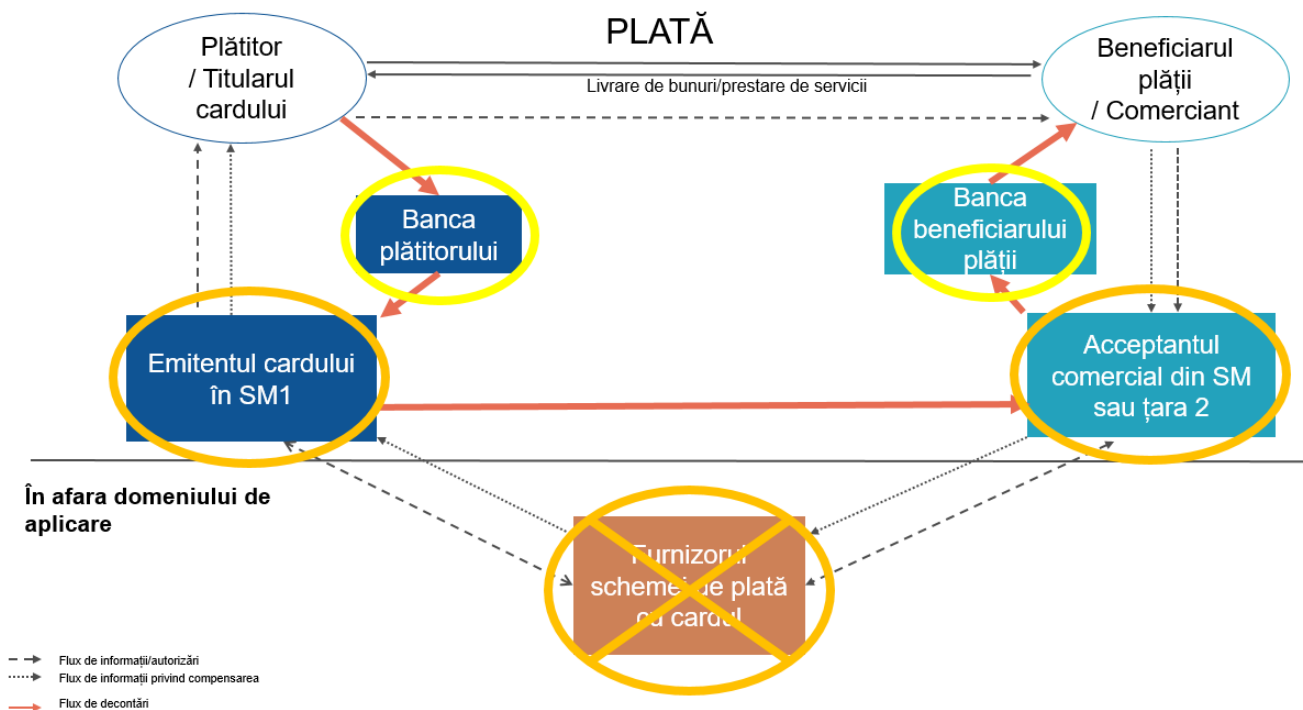 PLATĂ
Plătitor
/ Titularul
cardului
Livrare de bunuri/prestare de servicii
Beneficiarul
plății
/ Comerciant
Banca
plătitorului
Banca
beneficiarului
plății
Emitentul cardului
în SM1
Acceptantul
comercial din SM
sau țara 2
În afara domeniului de
aplicare
Furnizorul
schemei de plată
cu cardul
Flux de informații/autorizări
Flux de informații privind compensarea
Flux de decontări